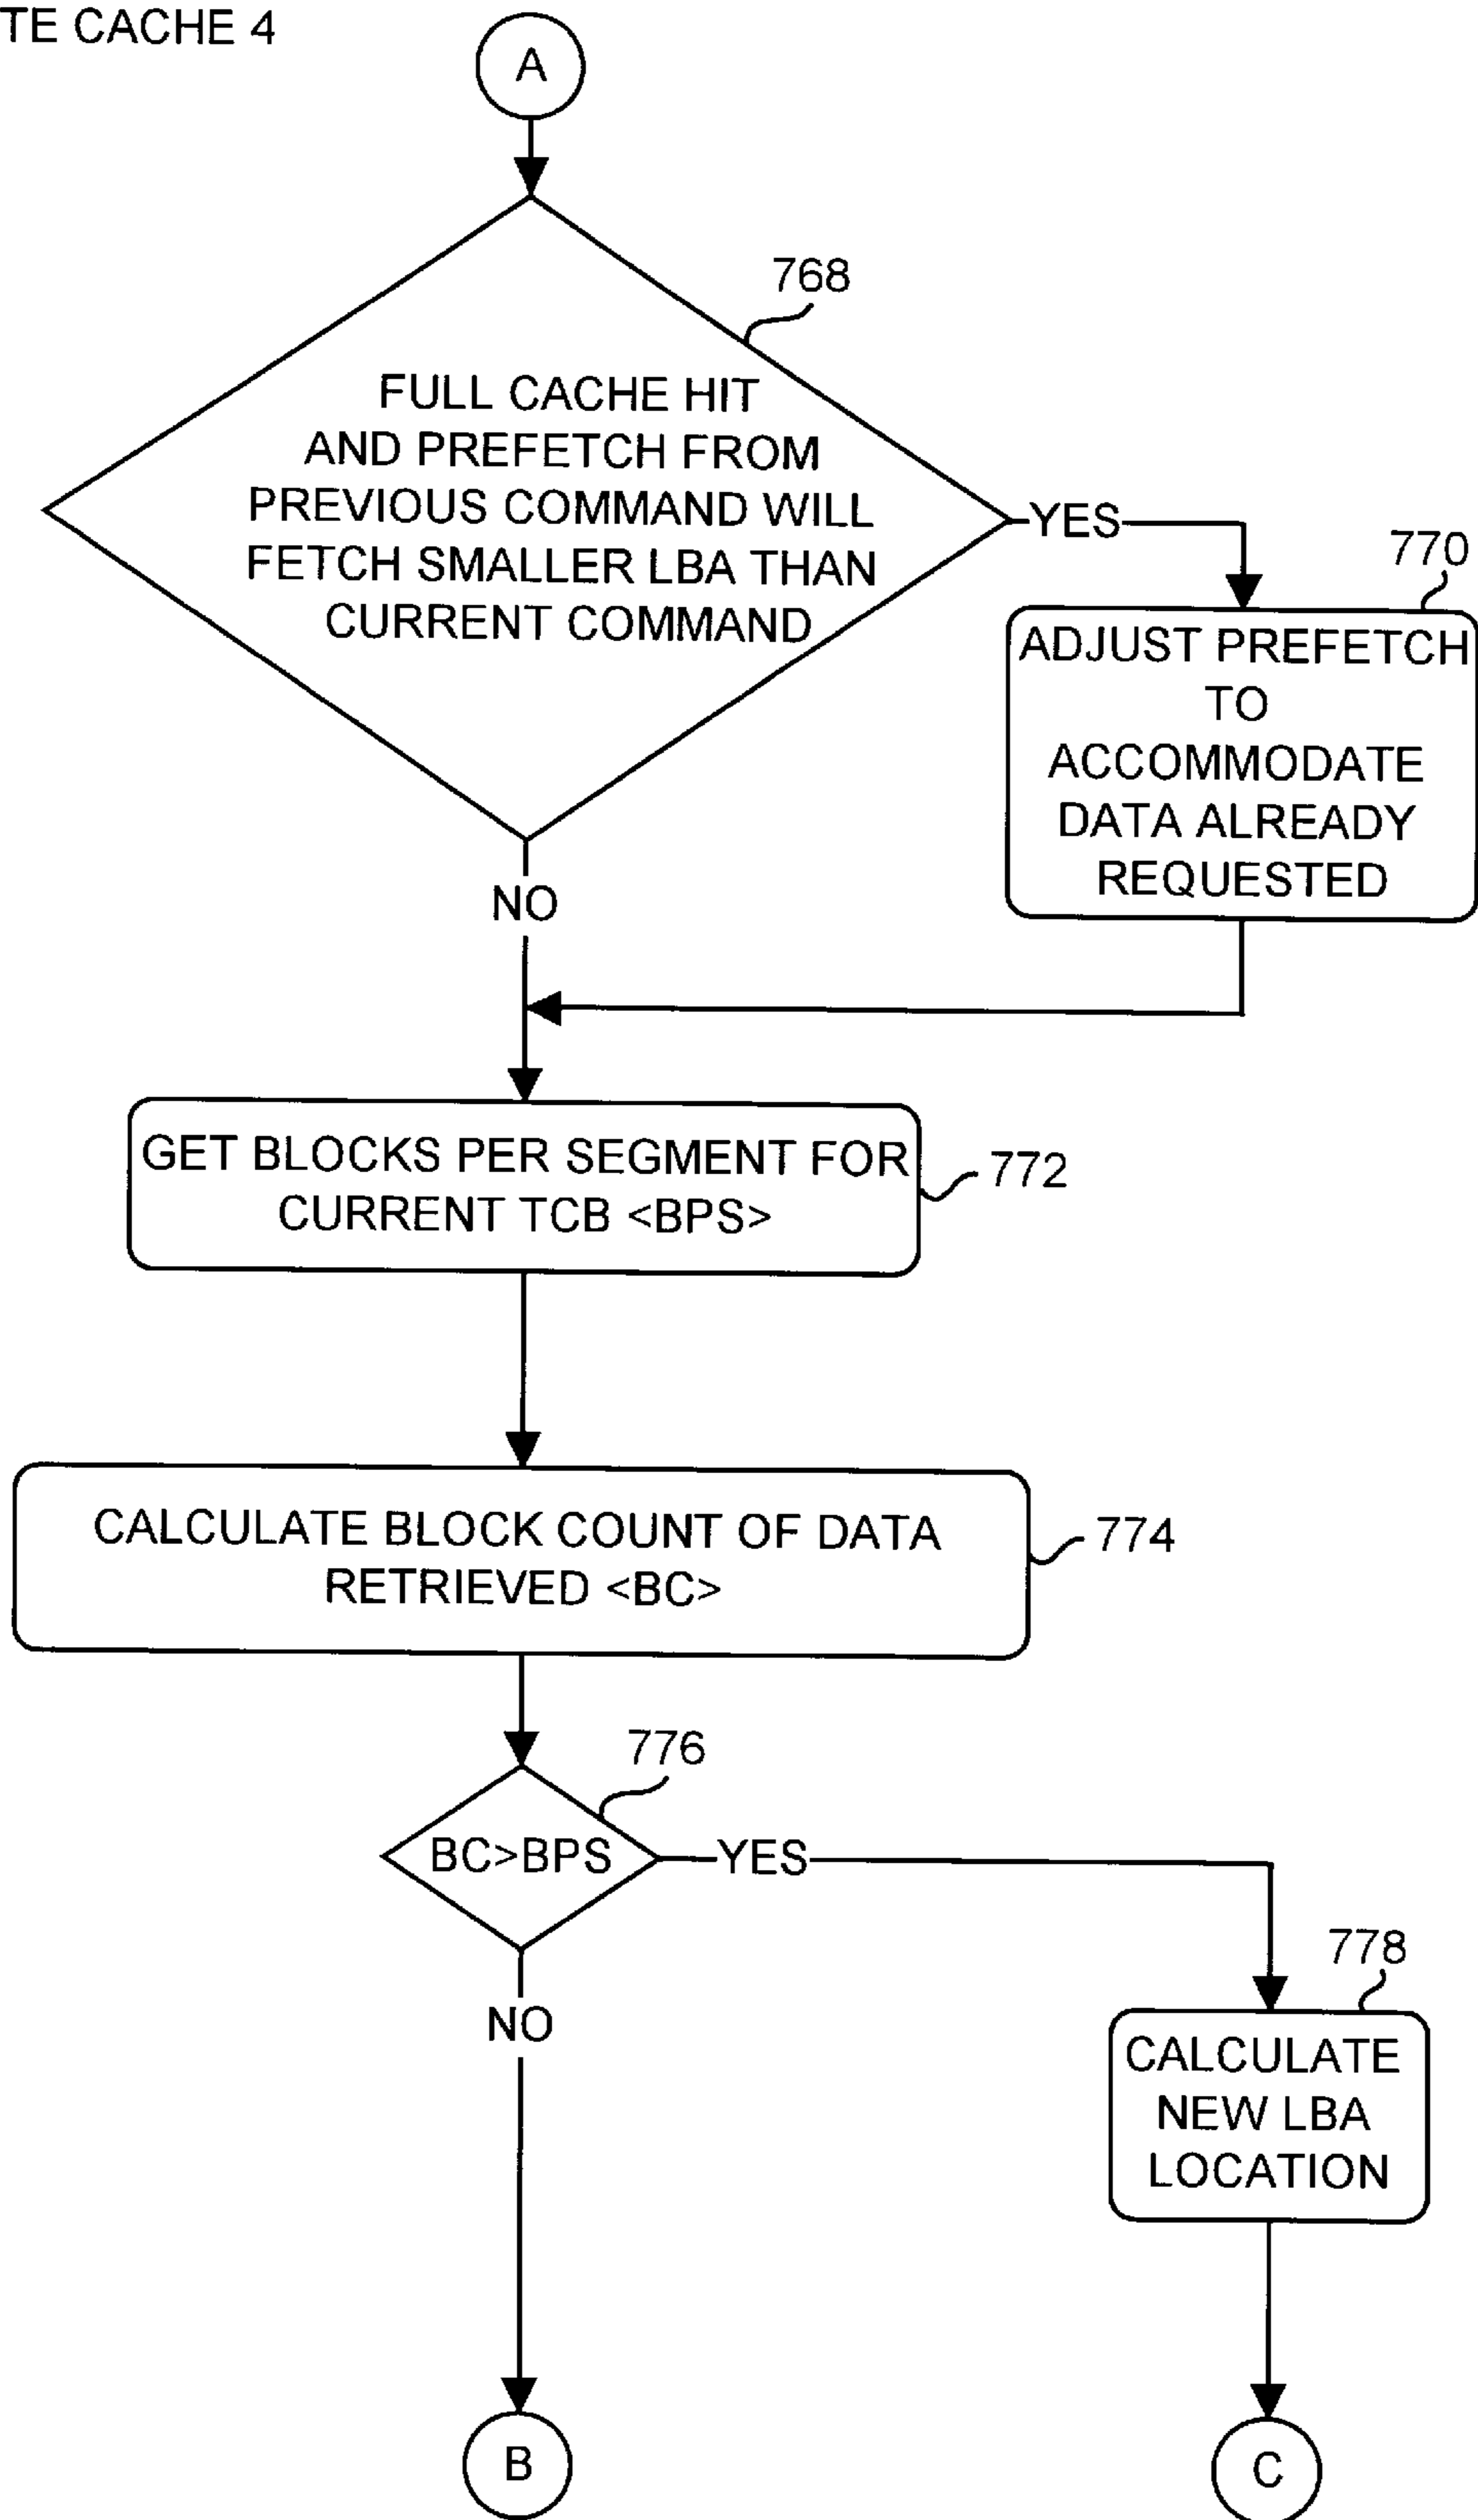 TE CACHE 4
A
768
FULL CACHE HIT
AND PREFETCH FROM
PREVIOUS COMMAND WILL
FETCH SMALLER LBA THAN
CURRENT COMMAND
YES
770
ADJUST PREFETCH
TO
ACCOMMODATE
DATA ALREADY
REQUESTED
NO
GET BLOCKS PER SEGMENT FOR
CURRENT TCB <BPS>
772
CALCULATE BLOCK COUNT OF DATA
RETRIEVED <BC>
774
776
BC>BPS
YES
778
NO
CALCULATE
NEW LBA
LOCATION
B
C